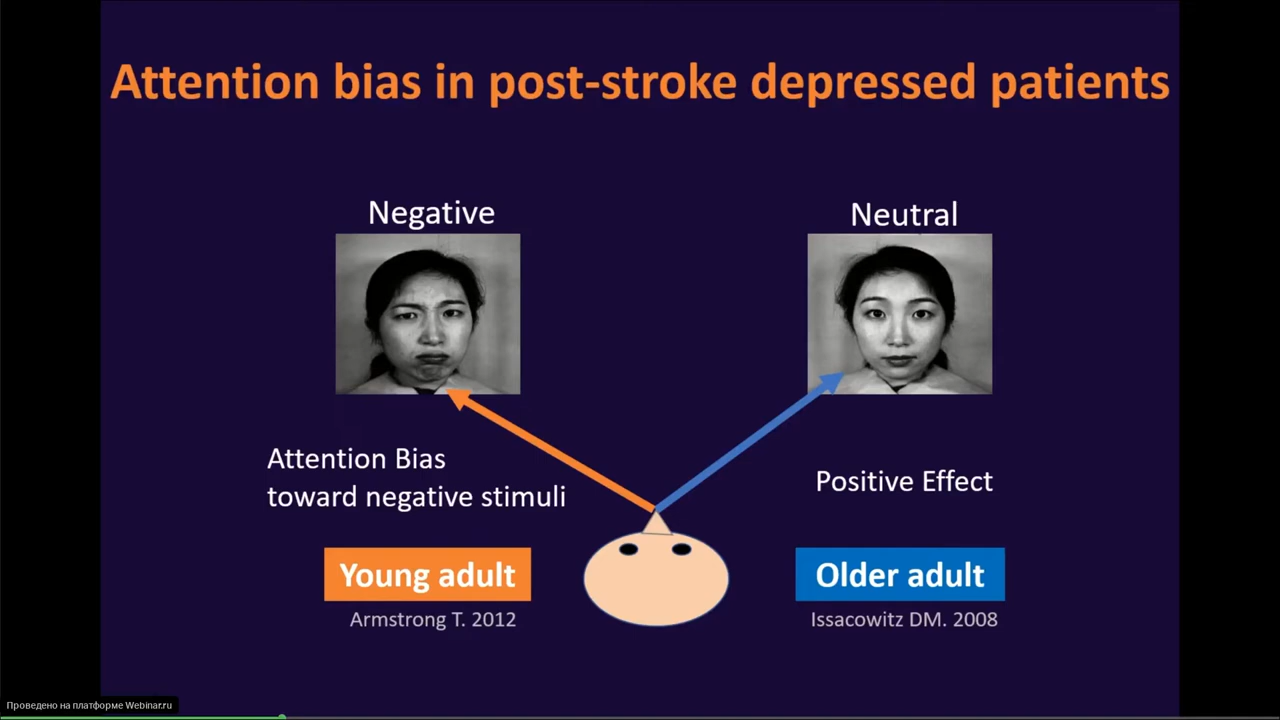 Attention bias in post-stroke depressed patients
Negative
Neutral
Attention Bias
toward negative stimuli
Positive Effect
Young adult
Older adult
Armstrong T. 2012
Issacowitz DM. 2008
Проведено на платформе Webinar.ru